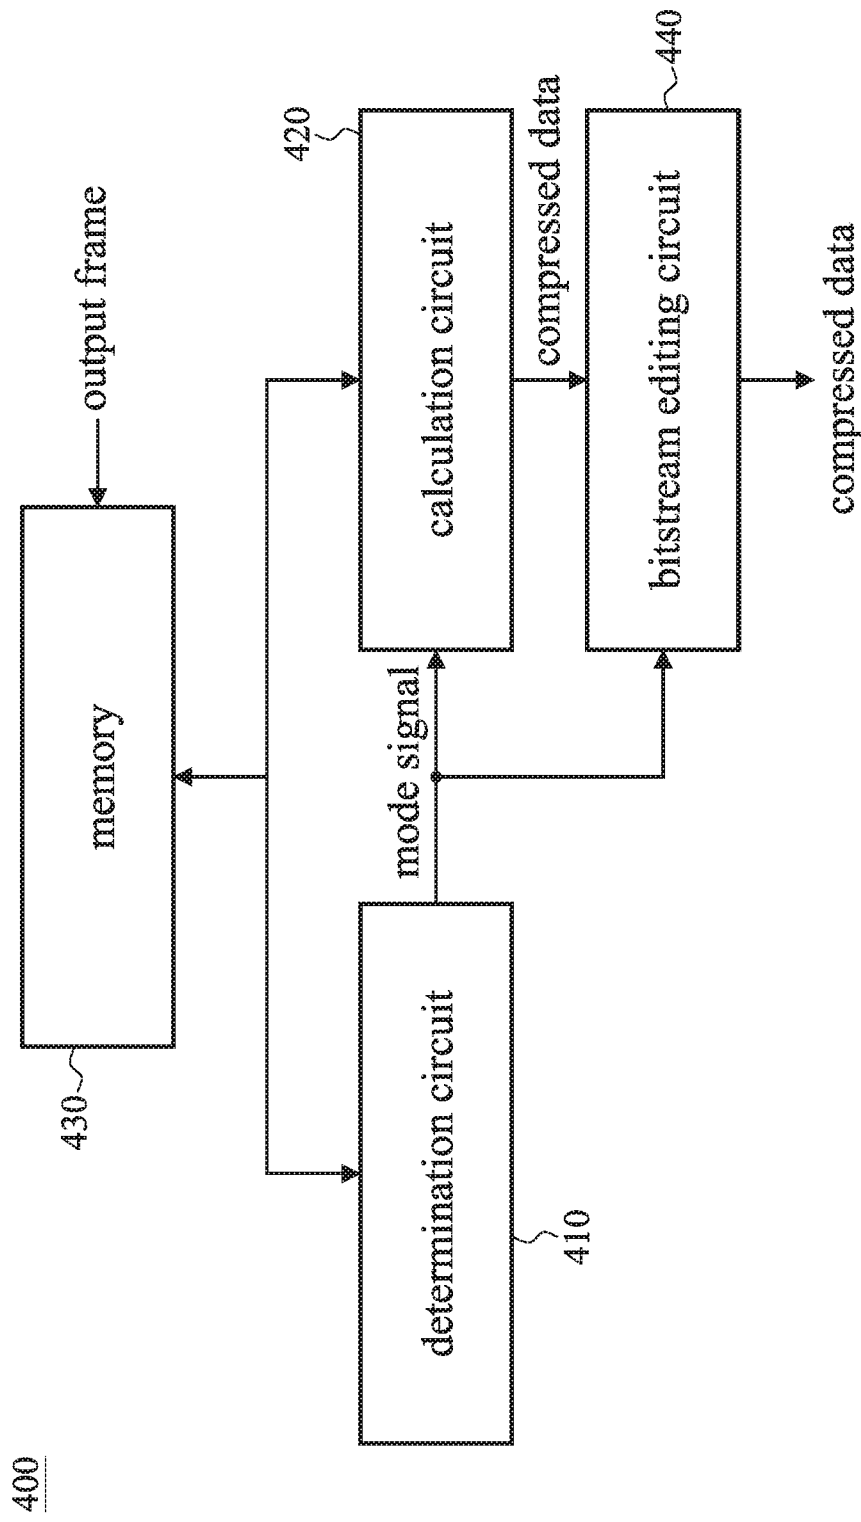 400
430
memory
output frame
determination circuit
410
mode signal
420
calculation circuit
compressed data
440
bitstream editing circuit
compressed data